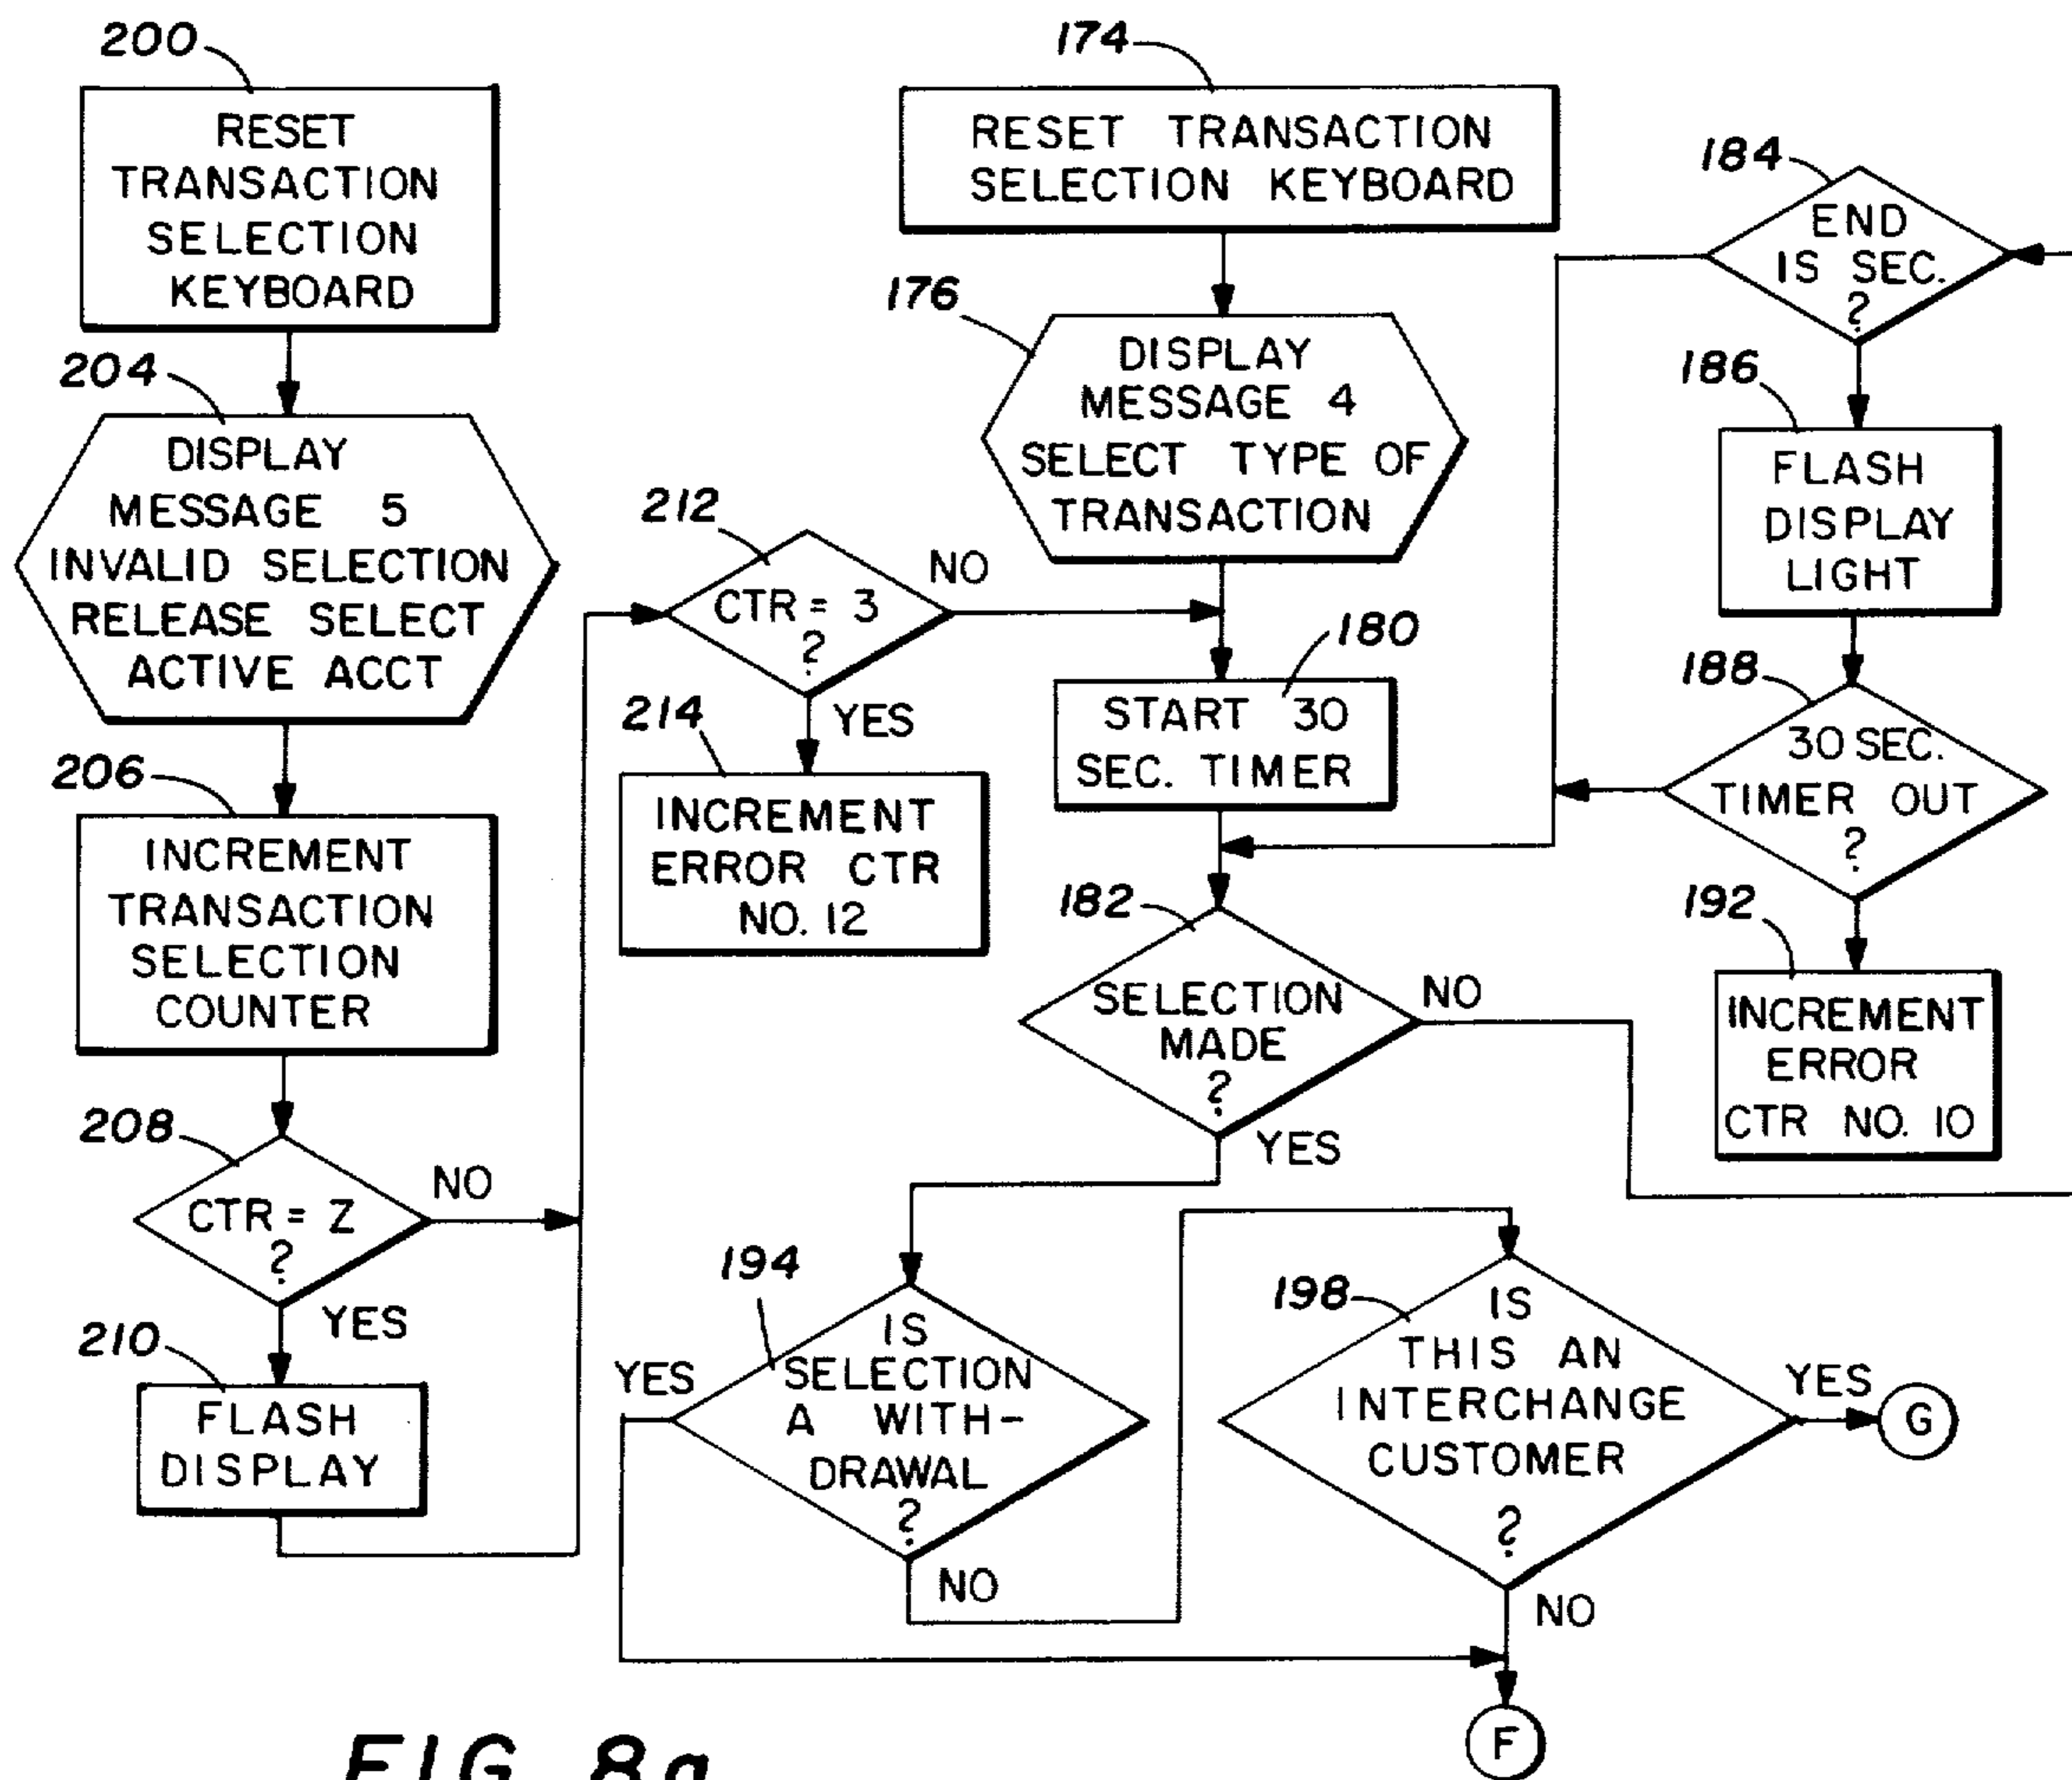 200
RESET
TRANSACTION
SELECTION
KEYBOARD
204
DISPLAY
MESSAGE 5
INVALID SELECTION
RELEASE SELECT
ACTIVE ACCT
206
INCREMENT
TRANSACTION
SELECTION
COUNTER
208
CTR = Z
?
NO
YES
210
FLASH
DISPLAY
212
CTR = 3
?
NO
YES
214
INCREMENT
ERROR CTR
NO. 12
174
RESET TRANSACTION
SELECTION KEYBOARD
176
DISPLAY
MESSAGE 4
SELECT TYPE OF
TRANSACTION
180
START 30
SEC. TIMER
182
SELECTION
MADE
?
NO
YES
184
END
IS SEC.
?
186
FLASH
DISPLAY
LIGHT
188
30 SEC.
TIMER OUT
?
192
INCREMENT
ERROR
CTR NO. 10
194
IS
SELECTION
A WITH-
DRAWAL
?
YES
NO
198
IS
THIS AN
INTERCHANGE
CUSTOMER
?
YES
G
NO
F
FIG. 8a